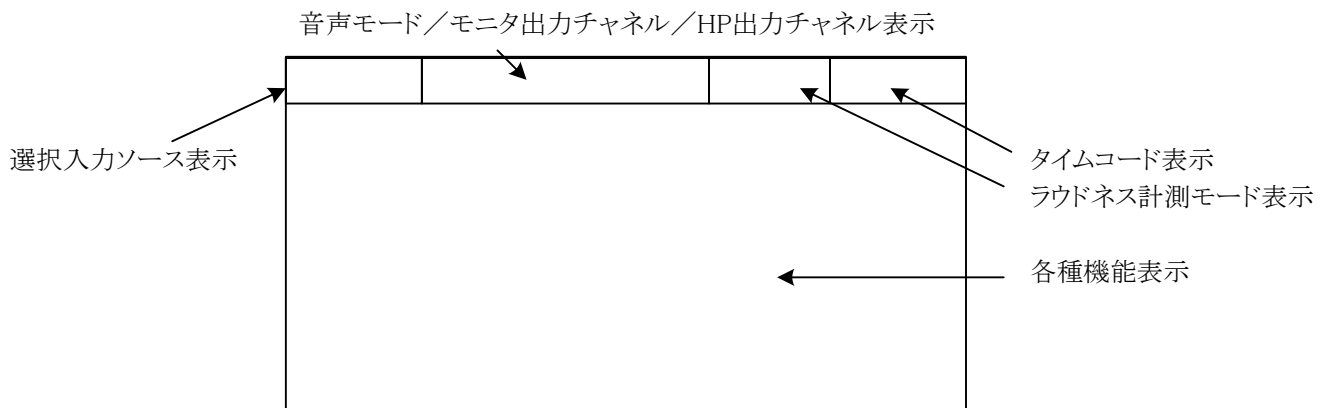 音声モード／モニタ出力チャネル／HP出力チャネル表示
選択入力ソース表示
タイムコード表示
ラウドネス計測モード表示
各種機能表示